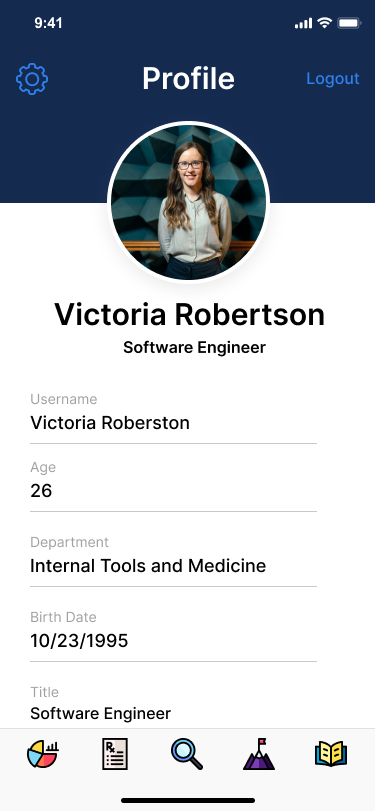 9:41
Profile
Logout
Victoria Robertson
Software Engineer
Username
Victoria Roberston
Age
26
Department
Internal Tools and Medicine
Birth Date
10/23/1995
Title
Software Engineer
Rx